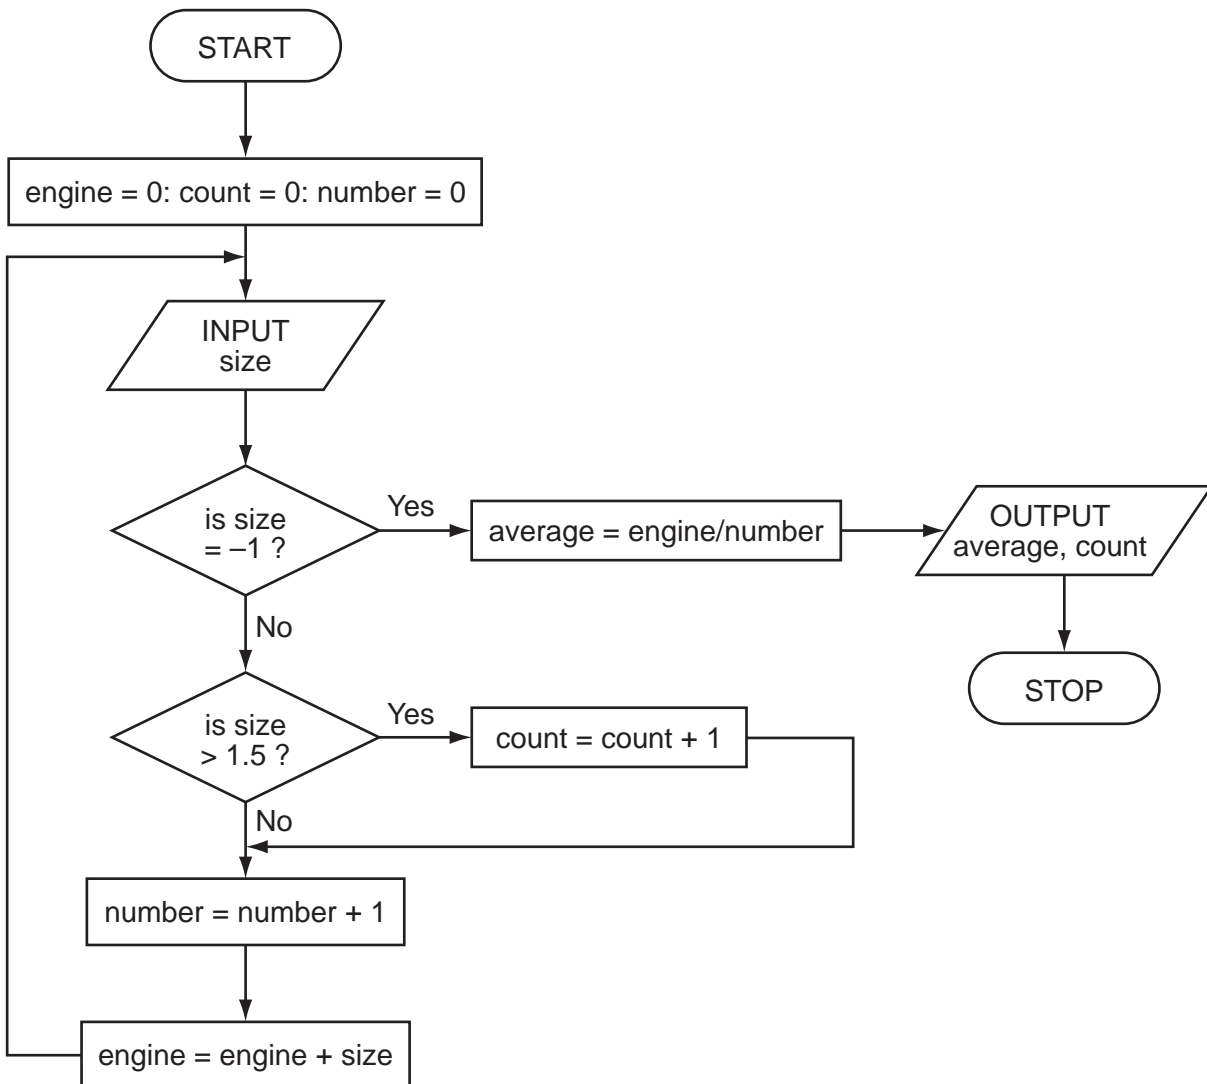 START
engine = 0: count = 0: number = 0
INPUT
size
is size
= –1 ?
Yes
average = engine/number
OUTPUT
average, count
No
STOP
is size
> 1.5 ?
Yes
count = count + 1
No
number = number + 1
engine = engine + size